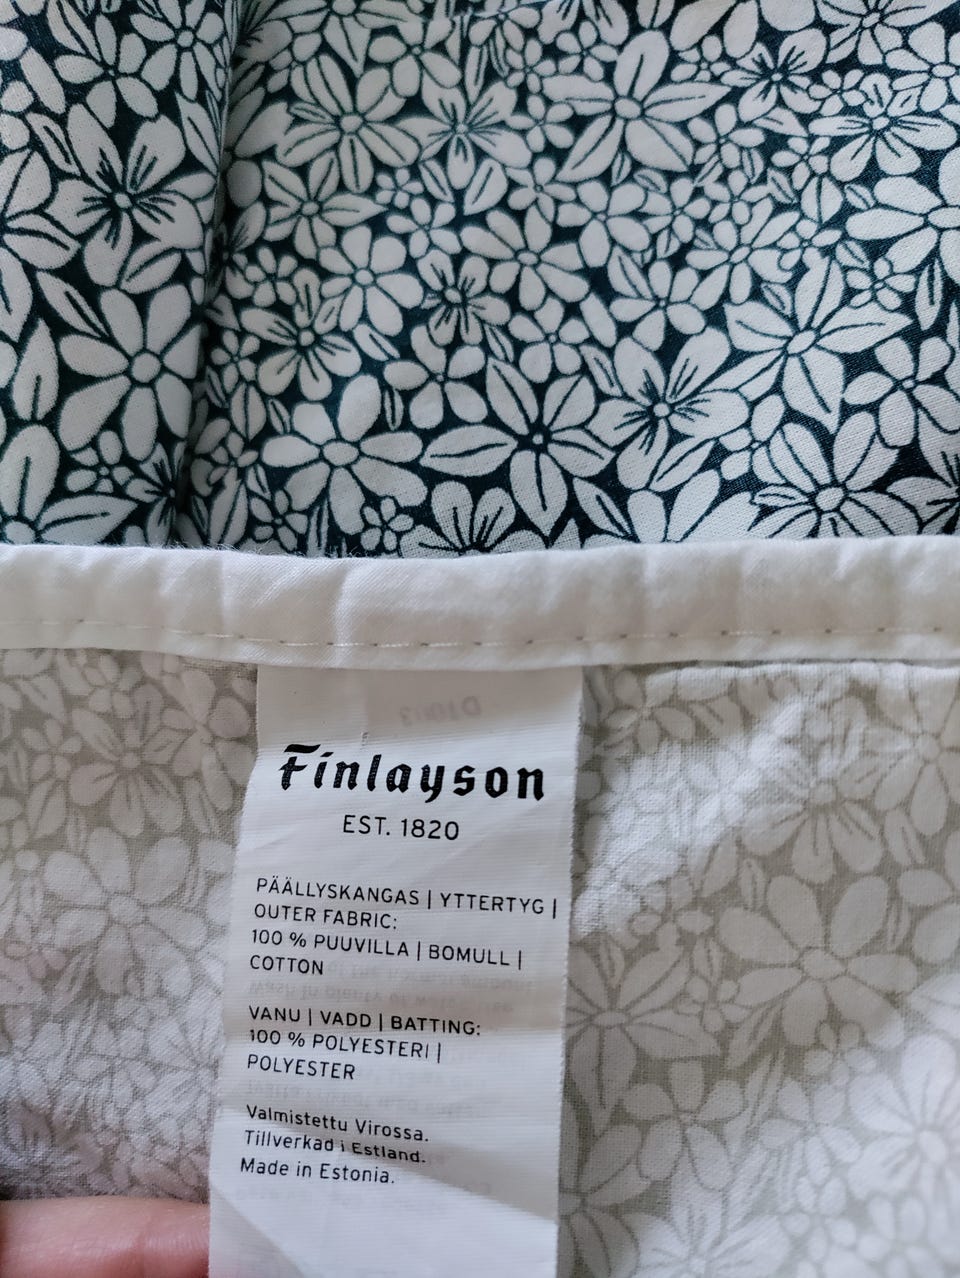 Finlayson
EST. 1820
PÄÄLLYSKANGAS | YTTERTYG |
OUTER FABRIC:
100 % PUUVILLA | BOMULL |
COTTON
VANU | VADD | BATTING:
100 % POLYESTERI |
POLYESTER
Valmistettu Virossa.
Tillverkad i Estland.
Made in Estonia.